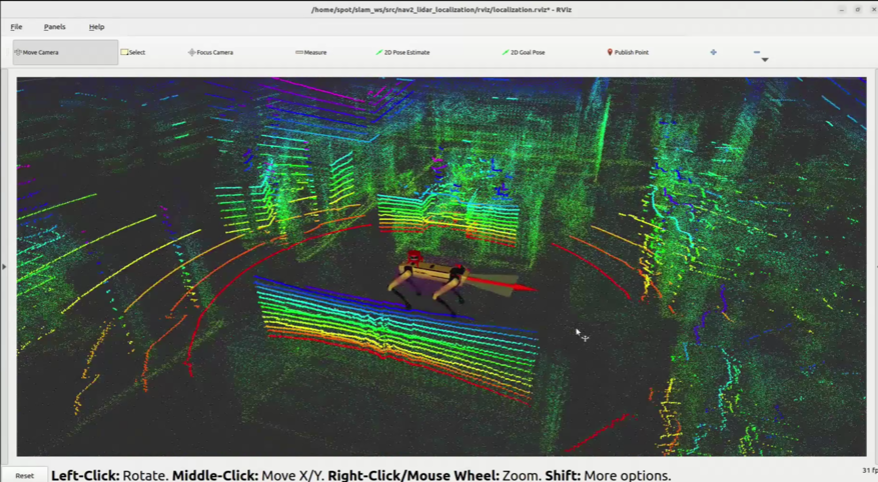 /home/spot/slam_ws/src/nav2_lidar_localization/rviz/localization.rviz* - RViz
File Panels Help
Move Camera Select Focus Camera Measure 2D Pose Estimate 2D Goal Pose Publish Point
Reset Left-Click: Rotate. Middle-Click: Move X/Y. Right-Click/Mouse Wheel: Zoom. Shift: More options. 31 fp